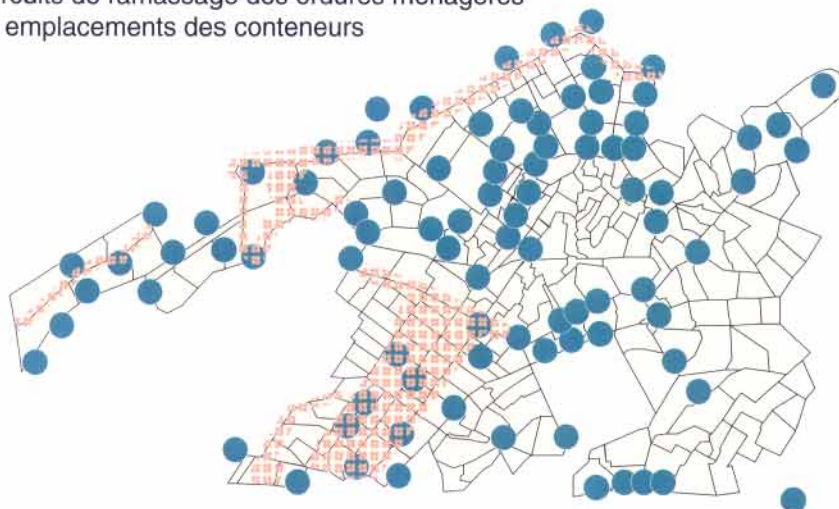 de ramassage des ordures ménagères
emplacements des conteneurs